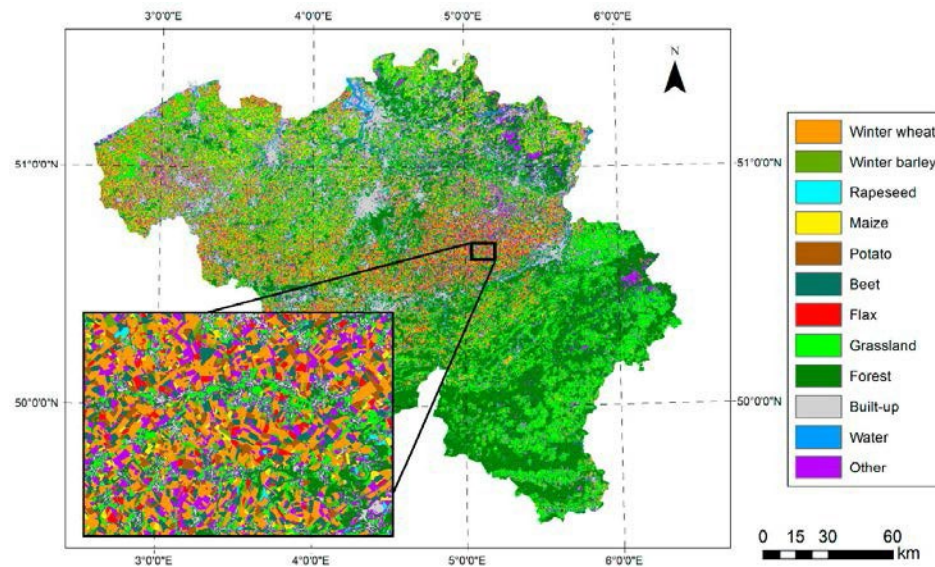 3°0'0"E 4°0'0"E 5°0'0"E 6°0'0"E
N
51°0'0"N 51°0'0"N
50°0'0"N 50°0'0"N
3°0'0"E 4°0'0"E 5°0'0"E 6°0'0"E
Winter wheat
Winter barley
Rapeseed
Maize
Potato
Beet
Flax
Grassland
Forest
Built-up
Water
Other
0 15 30 60
km